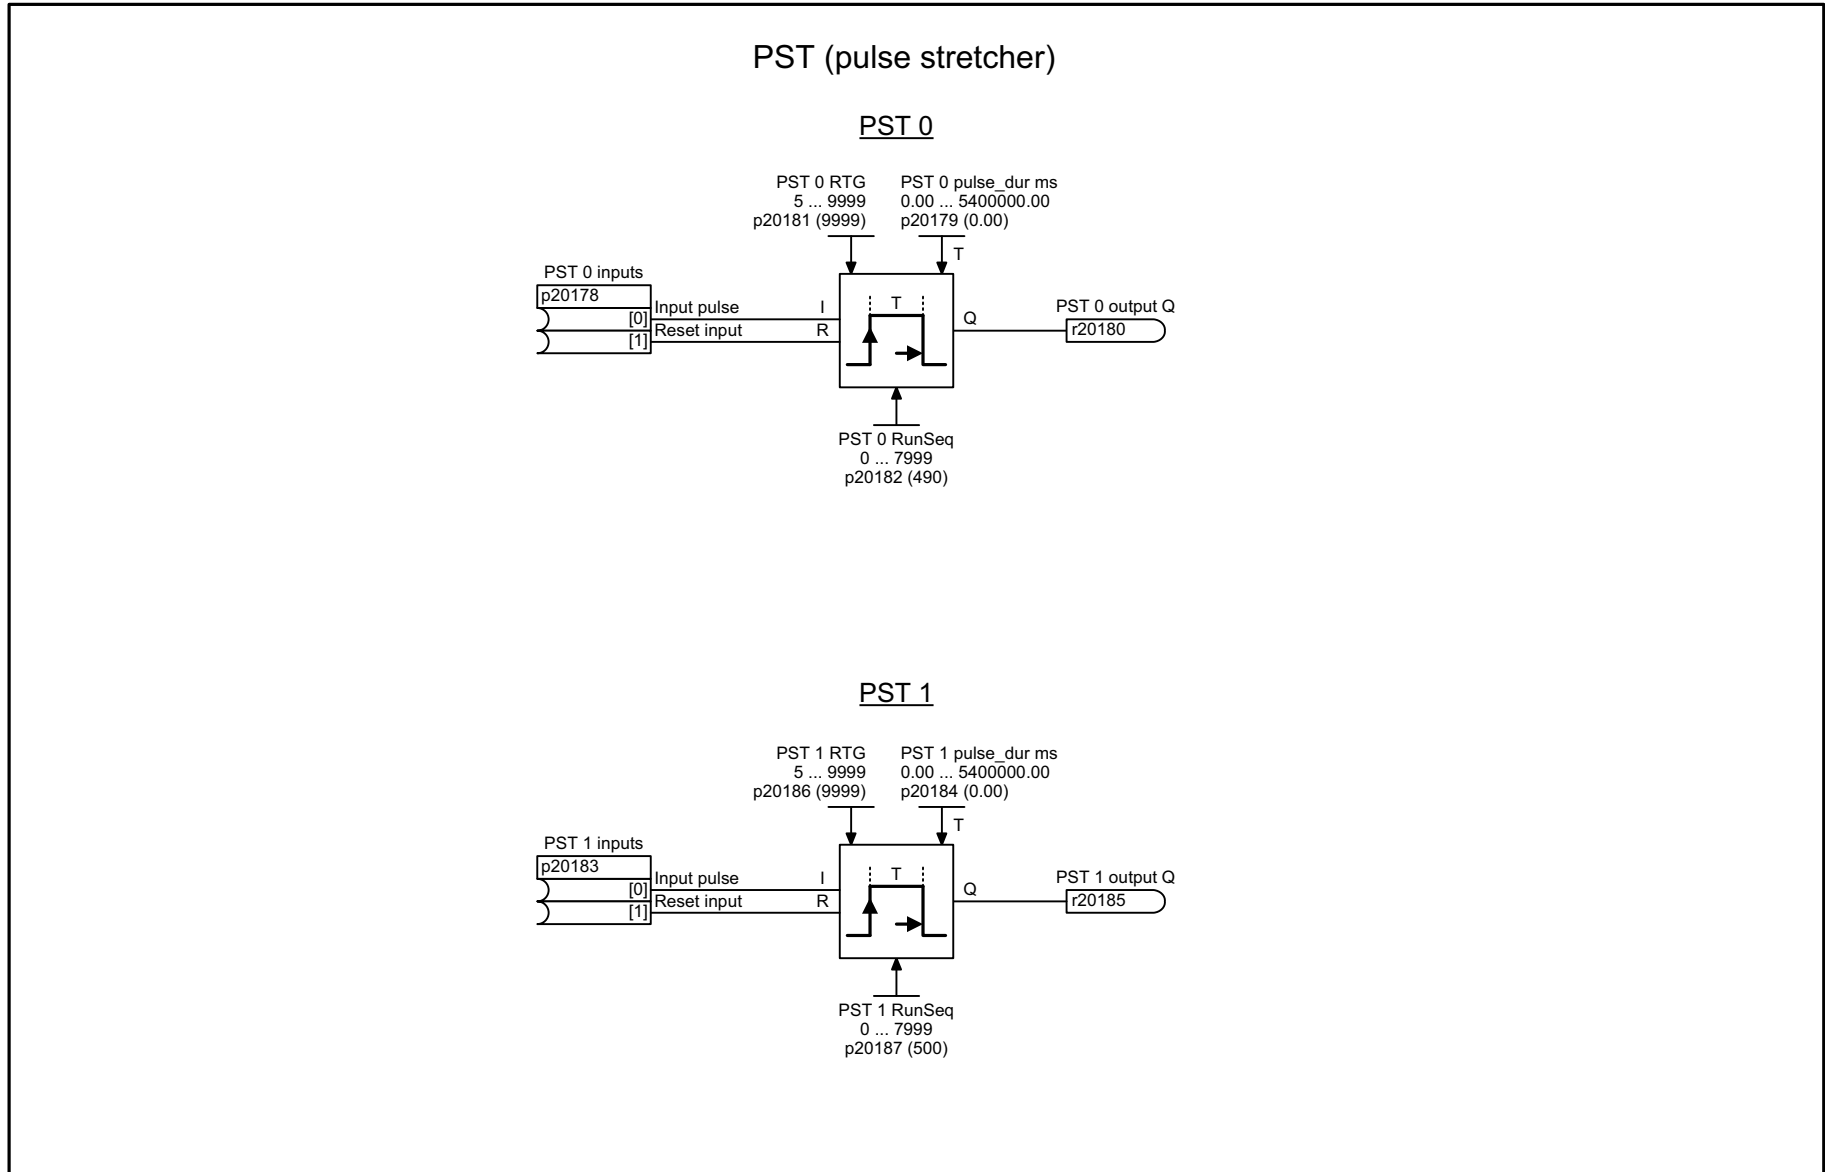 PST (pulse stretcher)
PST 0
PST 0 RTG
5 ... 9999
p20181 (9999)
PST 0 pulse_dur ms
0.00 ... 5400000.00
p20179 (0.00)
T
PST 0 inputs
p20178
[0]
[1]
Input pulse
Reset input
I
R
T
Q
PST 0 output Q
r20180
PST 0 RunSeq
0 ... 7999
p20182 (490)
PST 1
PST 1 RTG
5 ... 9999
p20186 (9999)
PST 1 pulse_dur ms
0.00 ... 5400000.00
p20184 (0.00)
T
PST 1 inputs
p20183
[0]
[1]
Input pulse
Reset input
I
R
T
Q
PST 1 output Q
r20185
PST 1 RunSeq
0 ... 7999
p20187 (500)